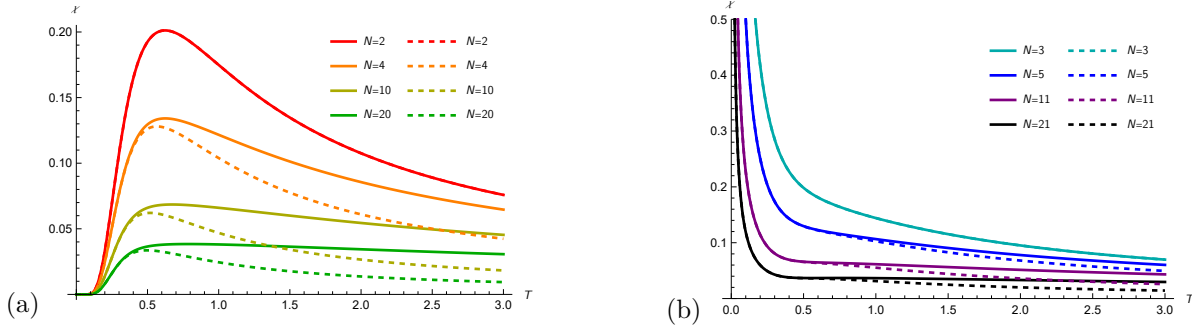 χ
0.20
0.15
0.10
0.05
0.5 1.0 1.5 2.0 2.5 3.0
T
N=2 N=2
N=4 N=4
N=10 N=10
N=20 N=20
(a)
χ
0.5
0.4
0.3
0.2
0.1
0.0 0.5 1.0 1.5 2.0 2.5 3.0
T
N=3 N=3
N=5 N=5
N=11 N=11
N=21 N=21
(b)